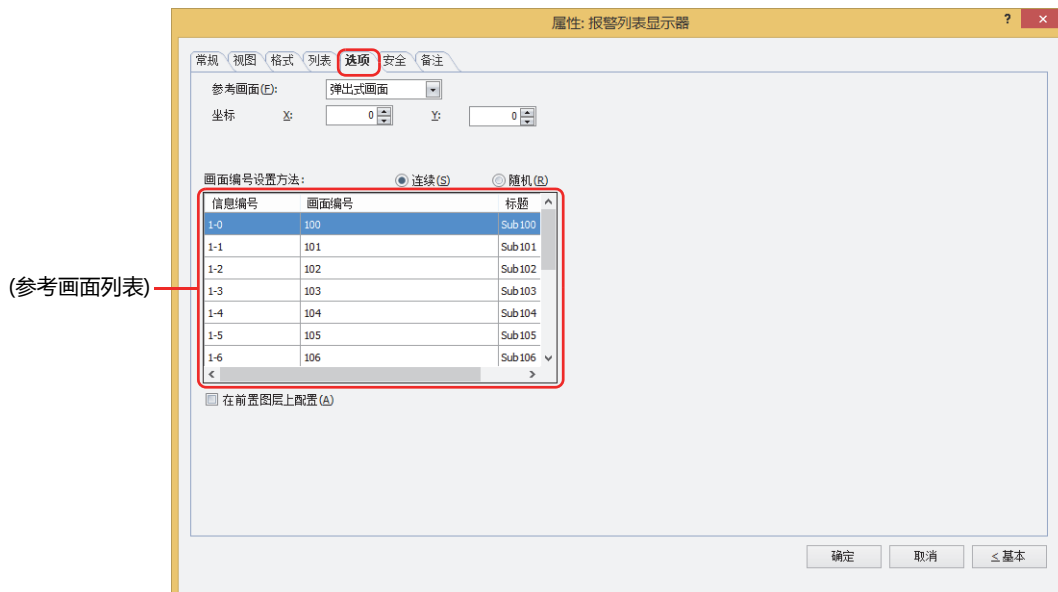 属性: 报警列表显示器
? ×
常规 视图 格式 列表 选项 安全 备注
参考画面(F): 弹出式画面
坐标 X: 0 Y: 0
画面编号设置方法: 连续(S) 随机(R)
信息编号 画面编号 标题
1-0 100 Sub100
1-1 101 Sub101
1-2 102 Sub102
(参考画面列表)
1-3 103 Sub103
1-4 104 Sub104
1-5 105 Sub105
1-6 106 Sub106
在前置图层上配置(A)
确定 取消 ≤基本